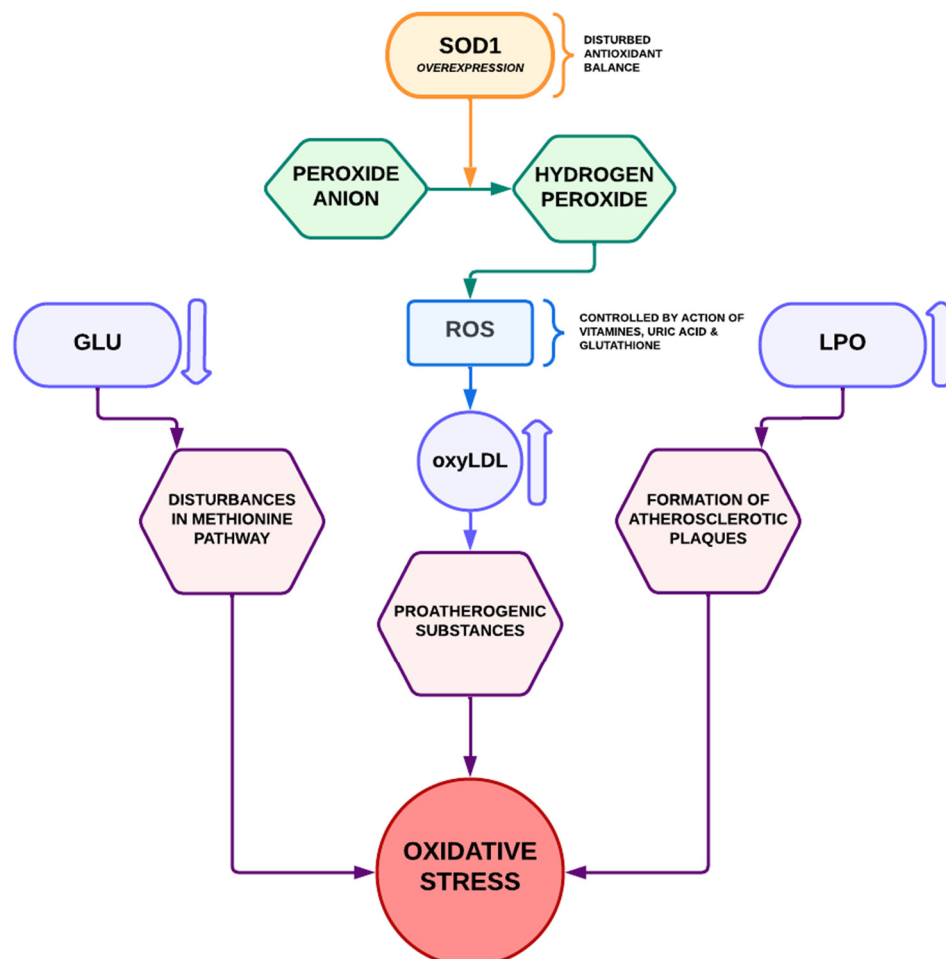 SOD1
OVEREXPRESSION
DISTURBED
ANTIOXIDANT
BALANCE
PEROXIDE
ANION
HYDROGEN
PEROXIDE
GLU
ROS
CONTROLLED BY ACTION OF
VITAMINES, URIC ACID &
GLUTATHIONE
LPO
oxyLDL
DISTURBANCES
IN METHIONINE
PATHWAY
FORMATION OF
ATHEROSCLEROTIC
PLAQUES
PROATHEROGENIC
SUBSTANCES
OXIDATIVE
STRESS